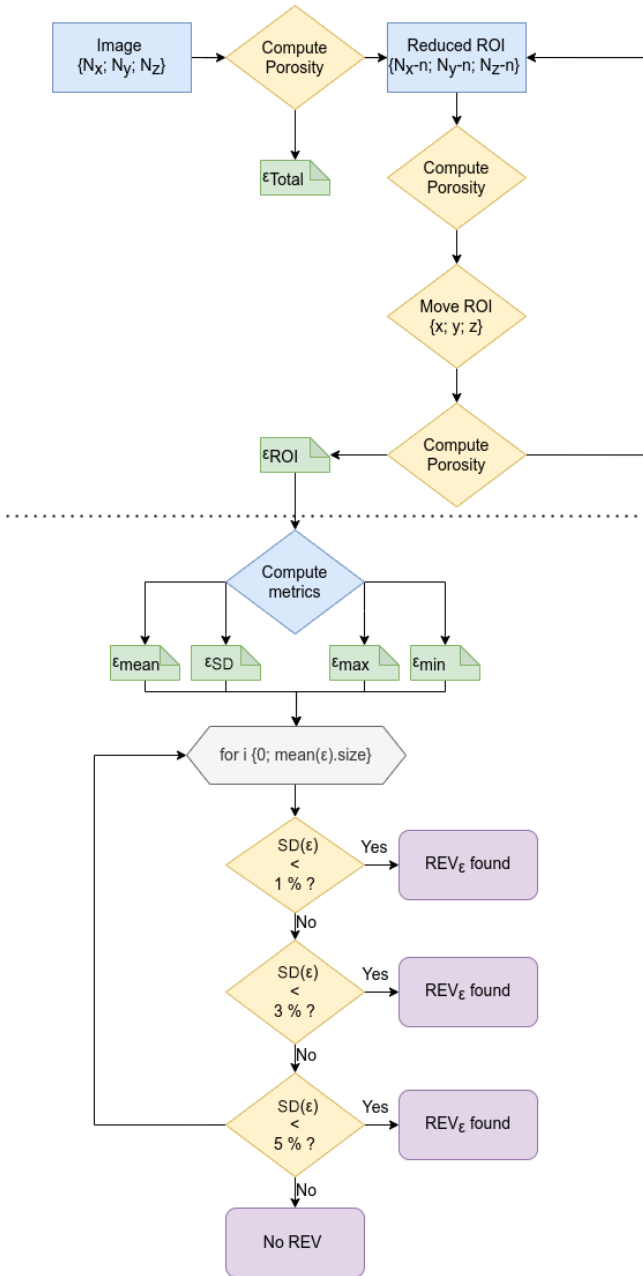 Image
{Nx; Ny; Nz}
Compute
Porosity
Reduced ROI
{Nx-n; Ny-n; Nz-n}
εTotal
Compute
Porosity
Move ROI
{x; y; z}
εROI
Compute
Porosity
Compute
metrics
εmean
εSD
εmax
εmin
for i {0; mean(ε).size}
SD(ε)
<
1 % ?
Yes
REVε found
No
SD(ε)
<
3 % ?
Yes
REVε found
No
SD(ε)
<
5 % ?
Yes
REVε found
No
No REV